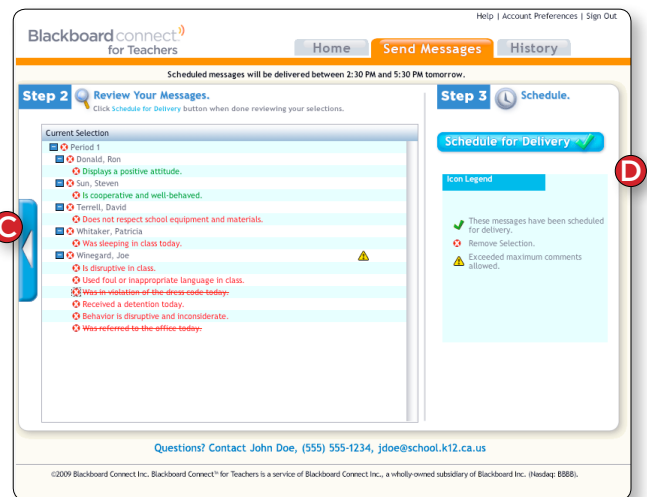 Help | Account Preferences | Sign Out
Blackboard connect.
for Teachers
Home
Send Messages
History
Scheduled messages will be delivered between 2:30 PM and 5:30 PM tomorrow.
Step 2
Review Your Messages.
Click Schedule for Delivery button when done reviewing your selections.
Current Selection
Period 1
Donald, Ron
Displays a positive attitude.
Sun, Steven
Is cooperative and well-behaved.
Terrell, David
Does not respect school equipment and materials.
Whitaker, Patricia
Was sleeping in class today.
Winegard, Joe
Is disruptive in class.
Used foul or inappropriate language in class.
Was in violation of the dress code today.
Received a detention today.
Behavior is disruptive and inconsiderate.
Was referred to the office today.
C
Step 3
Schedule.
Schedule for Delivery
D
Icon Legend
These messages have been scheduled
for delivery.
Remove Selection.
Exceeded maximum comments
allowed.
Questions? Contact John Doe, (555) 555-1234, jdoe@school.k12.ca.us
©2009 Blackboard Connect Inc. Blackboard Connect℠ for Teachers is a service of Blackboard Connect Inc., a wholly-owned subsidiary of Blackboard Inc. (Nasdaq: BBBB).